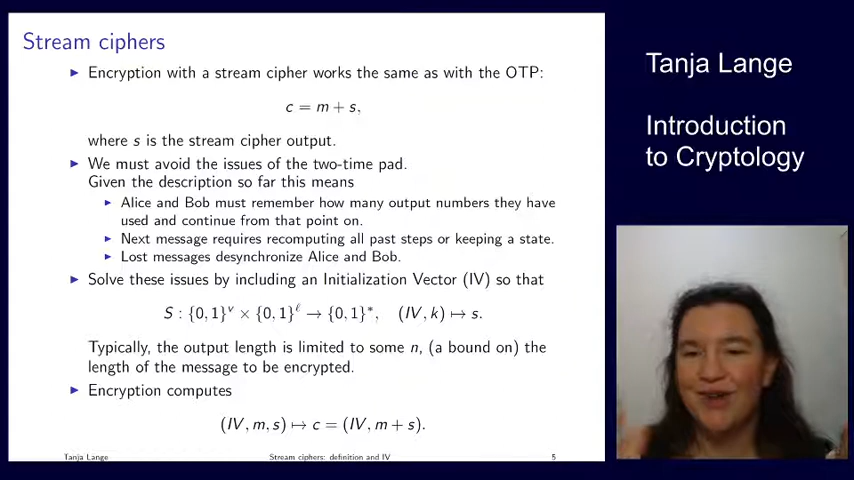 Stream ciphers
▶ Encryption with a stream cipher works the same as with the OTP:
c = m + s,
where s is the stream cipher output.
▶ We must avoid the issues of the two-time pad.
Given the description so far this means
▶ Alice and Bob must remember how many output numbers they have
used and continue from that point on.
▶ Next message requires recomputing all past steps or keeping a state.
▶ Lost messages desynchronize Alice and Bob.
▶ Solve these issues by including an Initialization Vector (IV) so that
S : {0, 1}^v × {0, 1}^ℓ → {0, 1}^*, (IV, k) ↦ s.
Typically, the output length is limited to some n, (a bound on) the
length of the message to be encrypted.
▶ Encryption computes
(IV, m, s) ↦ c = (IV, m + s).
Tanja Lange Stream ciphers: definition and IV 5
Tanja Lange
Introduction
to Cryptology